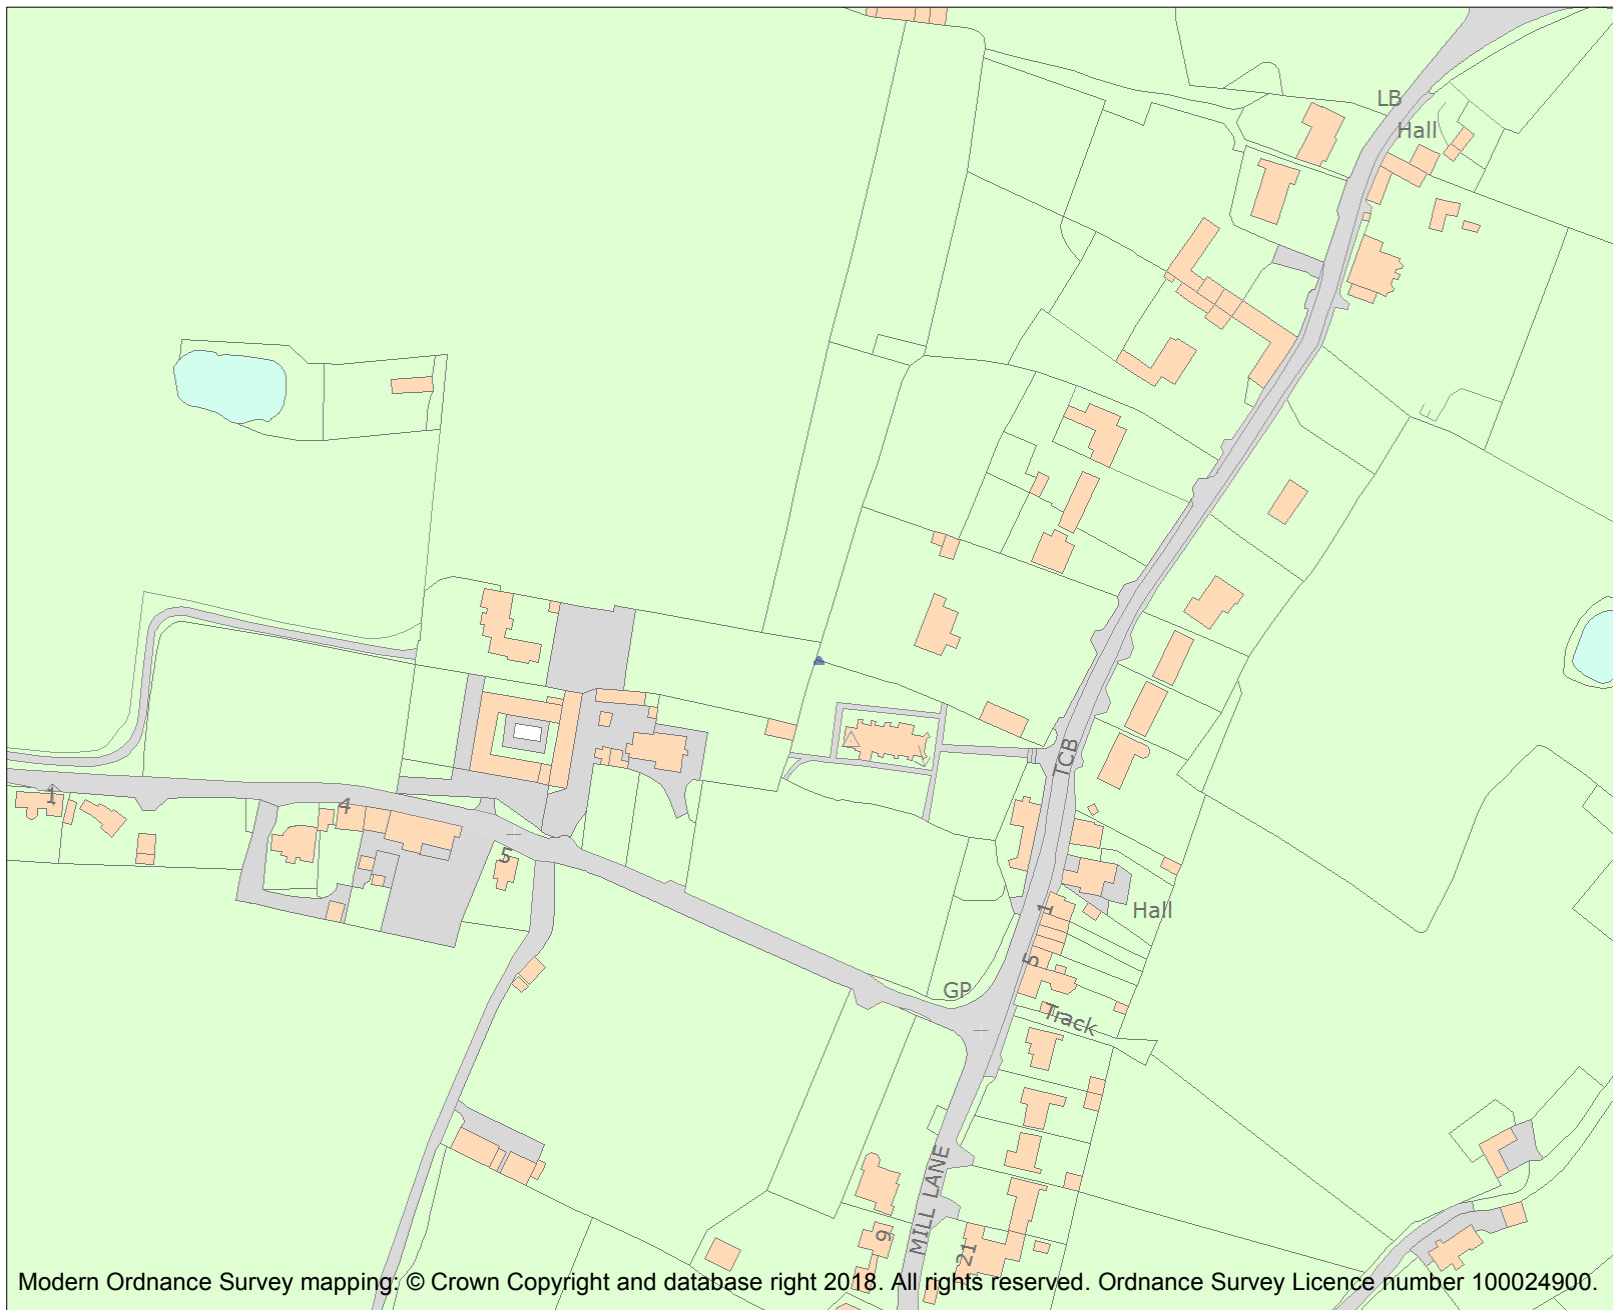 LB
Hall
TCB
1
4
5
Hall
1
5
GP
Track
MILL LANE
9
21
Modern Ordnance Survey mapping: © Crown Copyright and database right 2018. All rights reserved. Ordnance Survey Licence number 100024900.